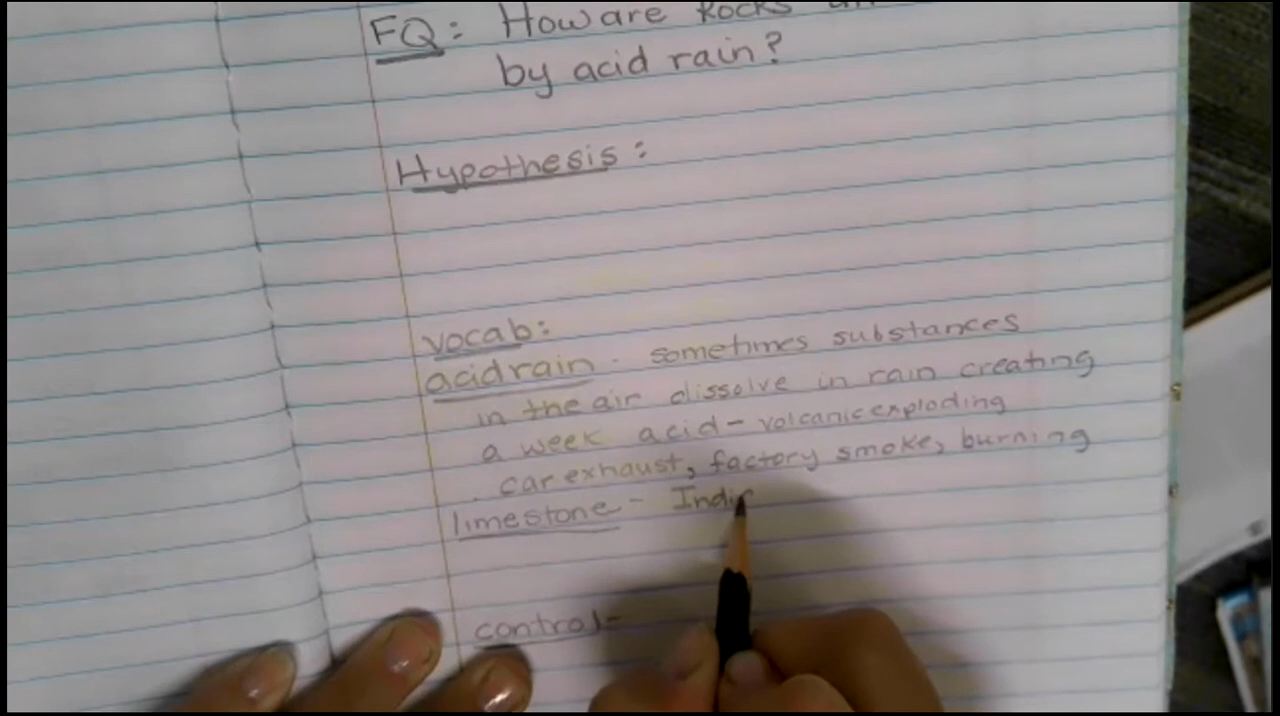 FQ: How are Rocks
by acid rain?
Hypothesis:
vocab:
acid rain - sometimes substances
in the air dissolve in rain creating
a week acid - volcanic exploding
car exhaust, factory smoke, burning
limestone - Indi
control-